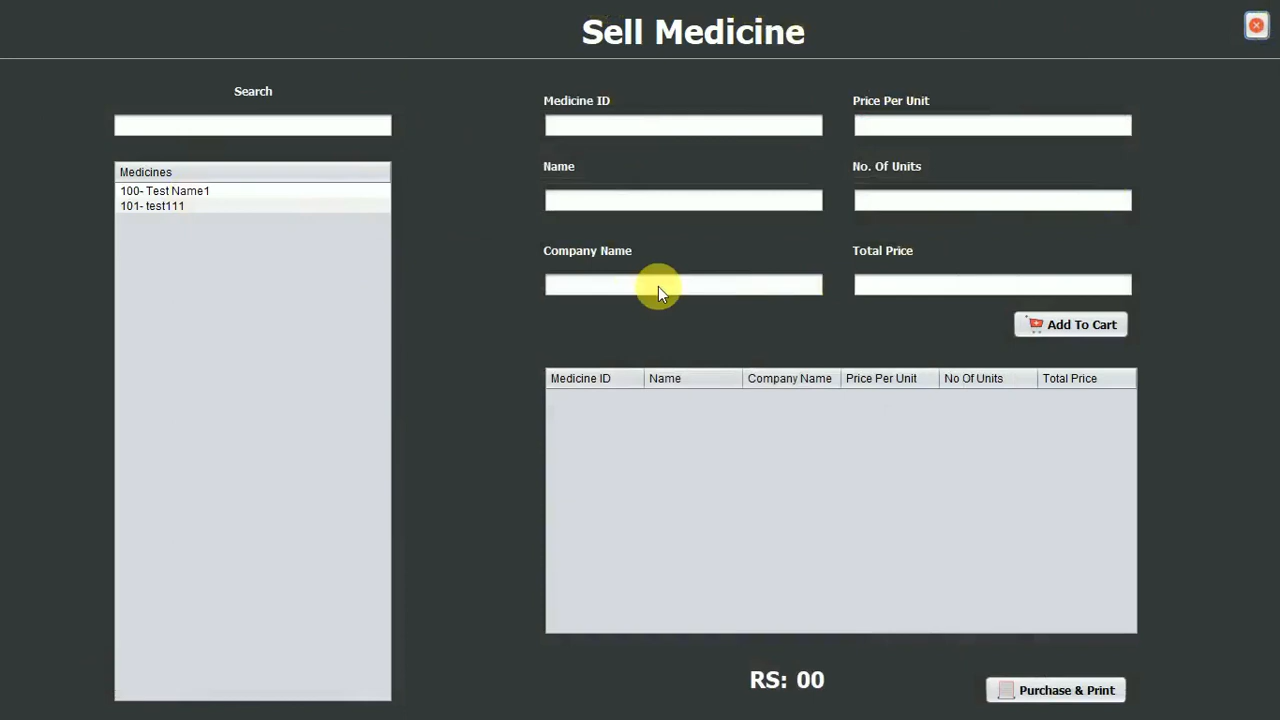 Sell Medicine
Search
Medicines
100- Test Name1
101- test111
Medicine ID
Price Per Unit
Name
No. Of Units
Company Name
Total Price
Add To Cart
Medicine ID Name Company Name Price Per Unit No Of Units Total Price
RS: 00
Purchase & Print